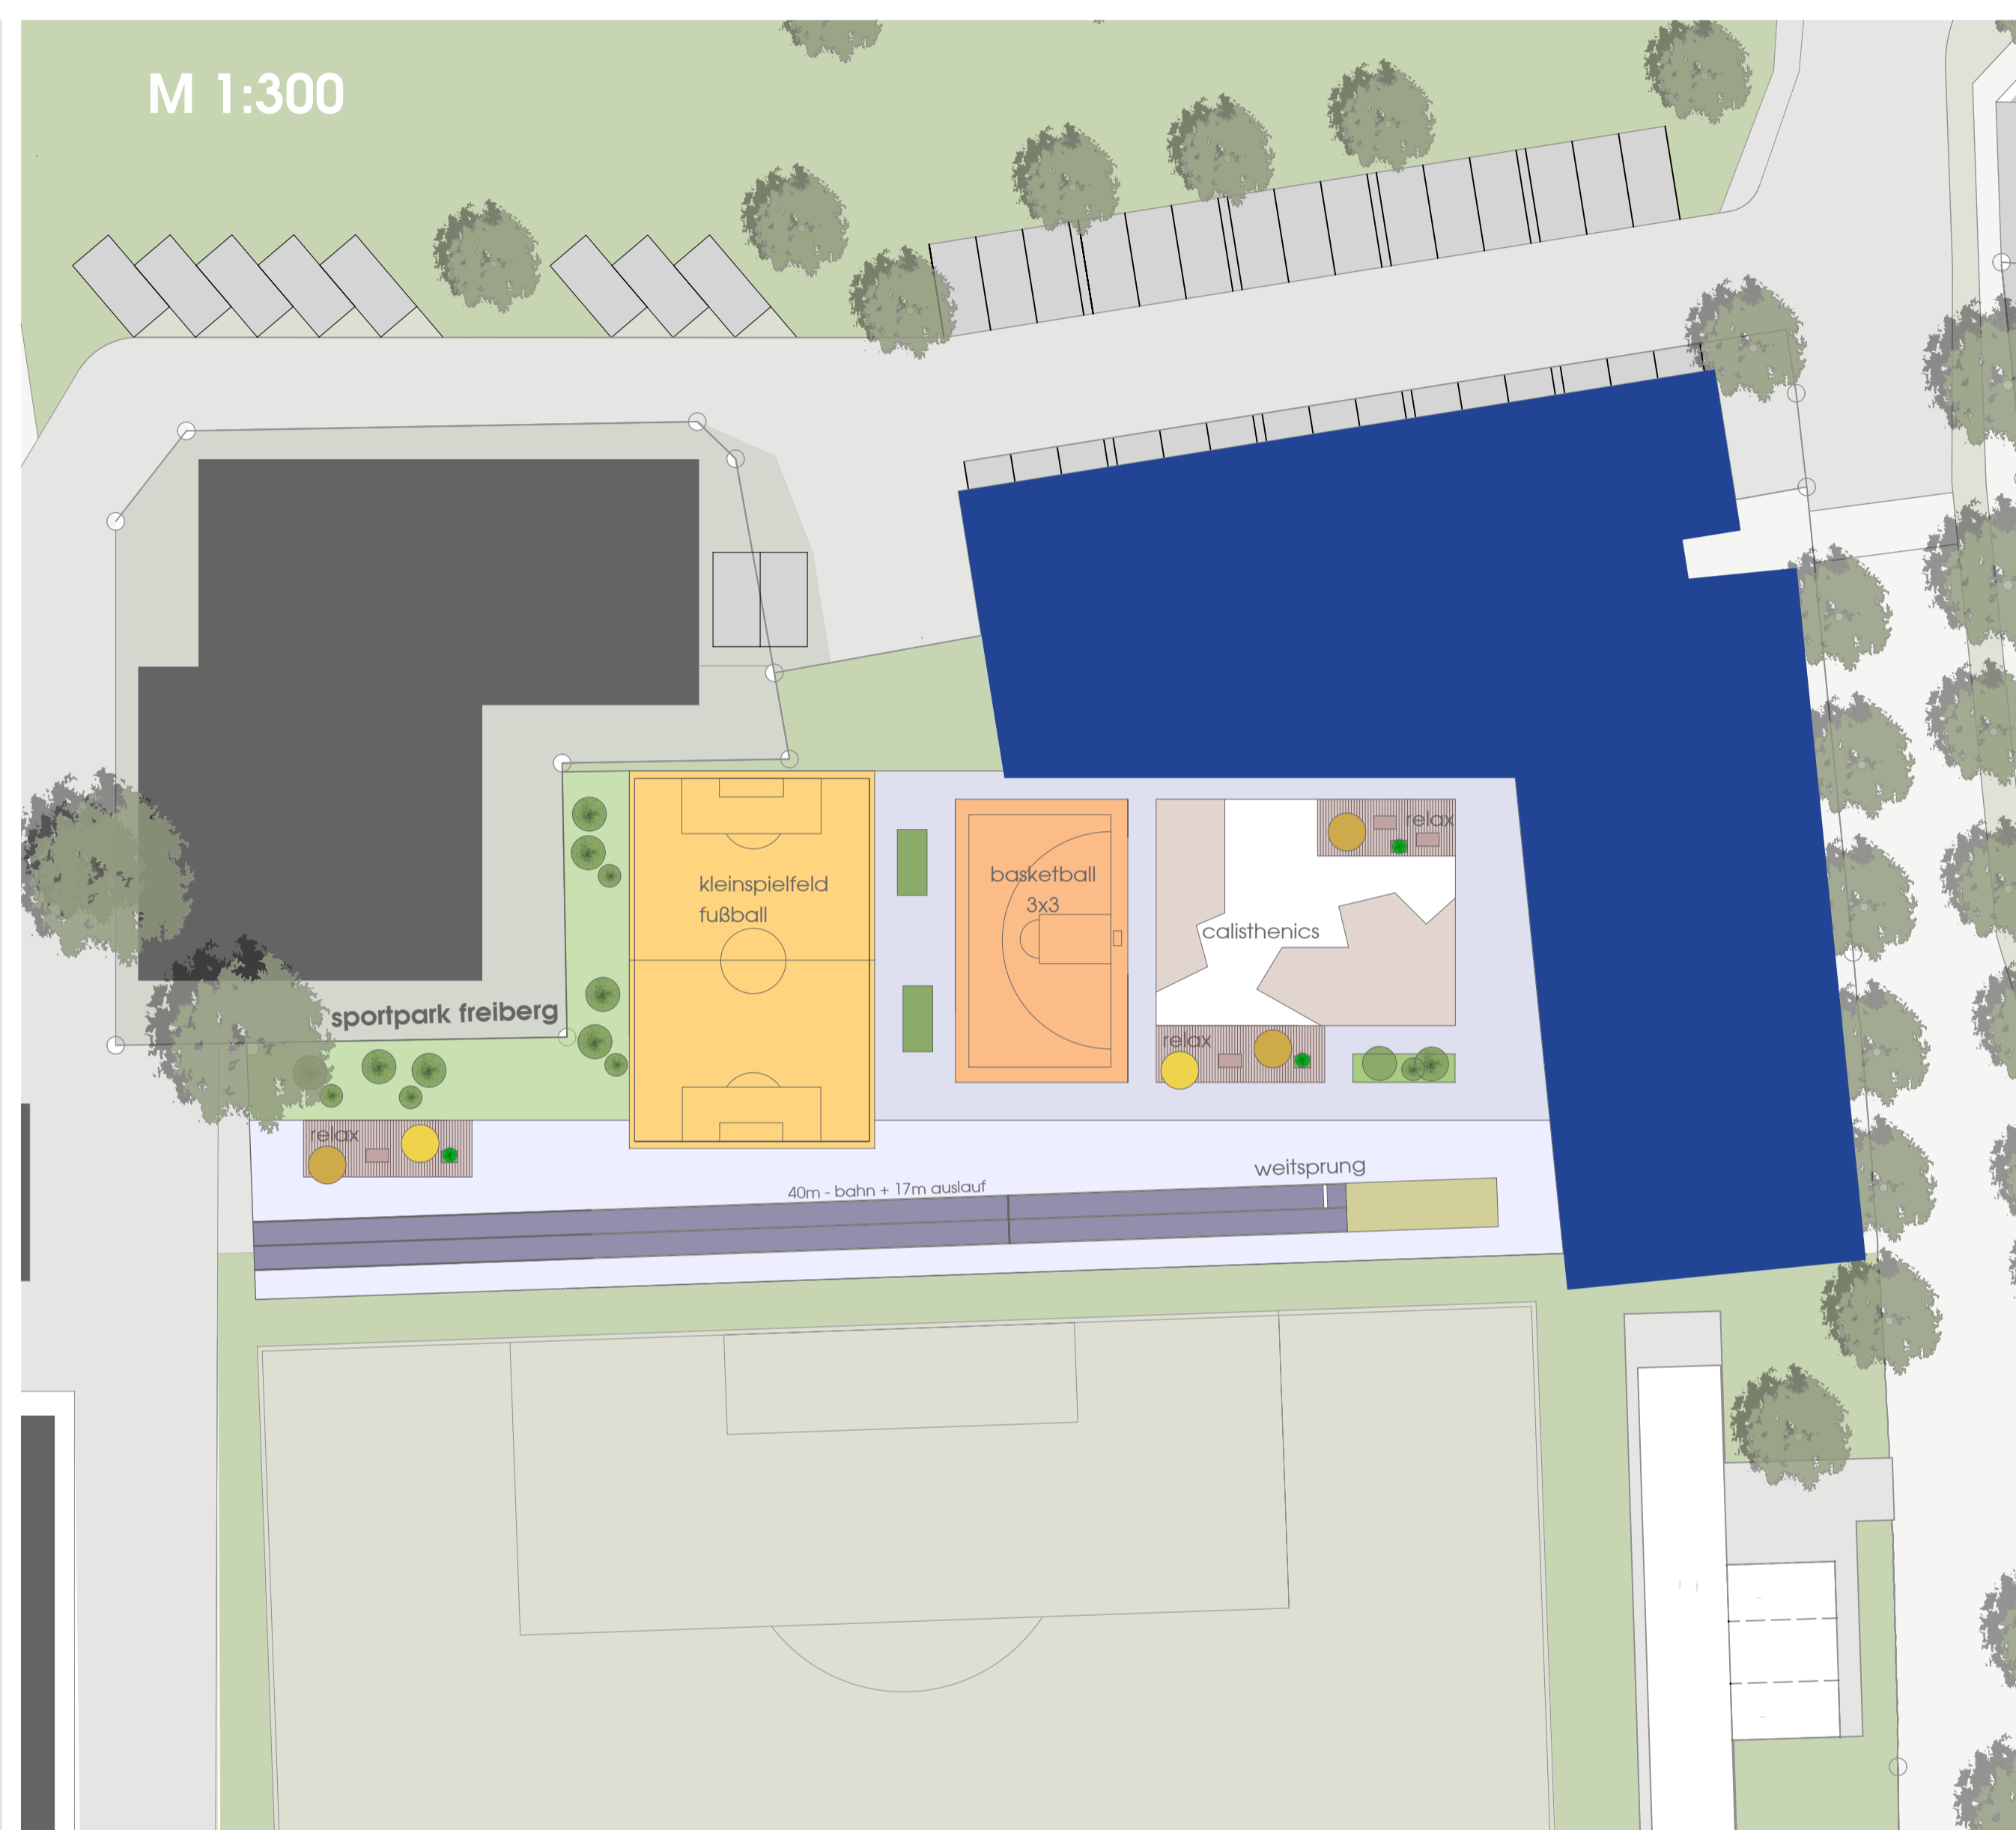 M 1:300
relax
kleinspielfeld
fußball
basketball
3x3
calisthenics
sportpark freiberg
relax
relax
weitsprung
40m - bahn + 17m auslauf